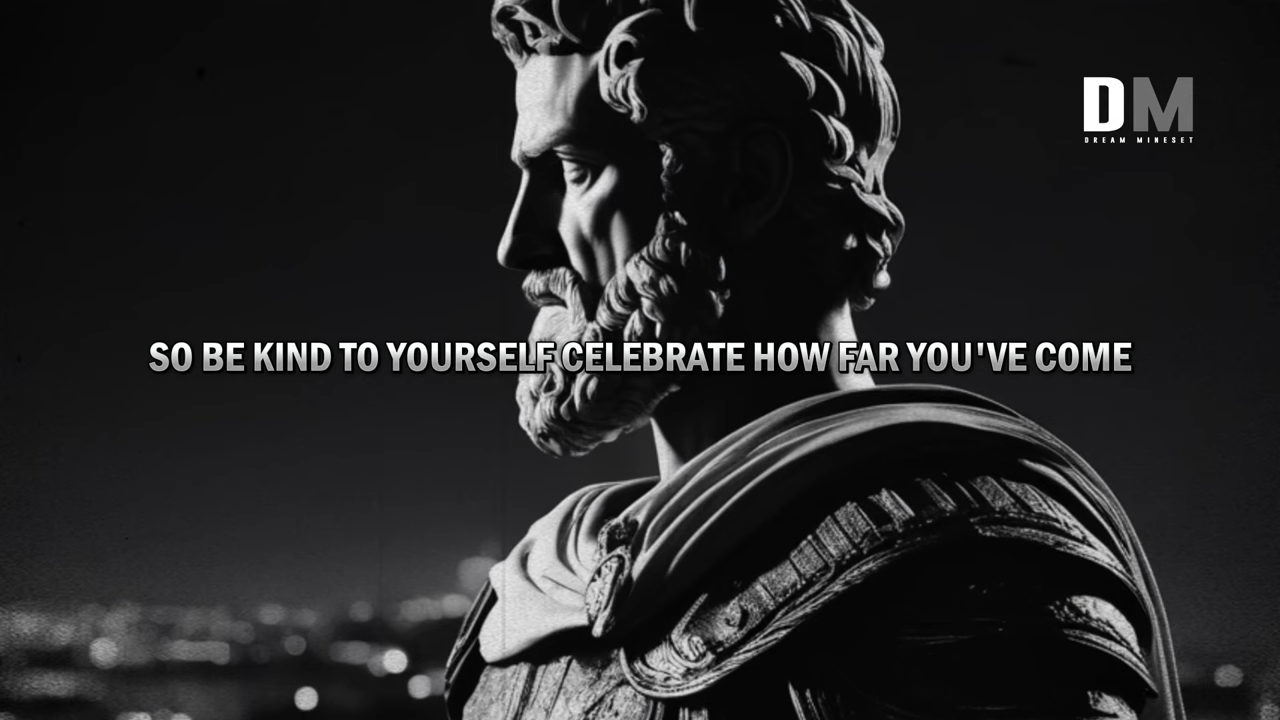 DM
DREAM MINESET
SO BE KIND TO YOURSELF CELEBRATE HOW FAR YOU'VE COME